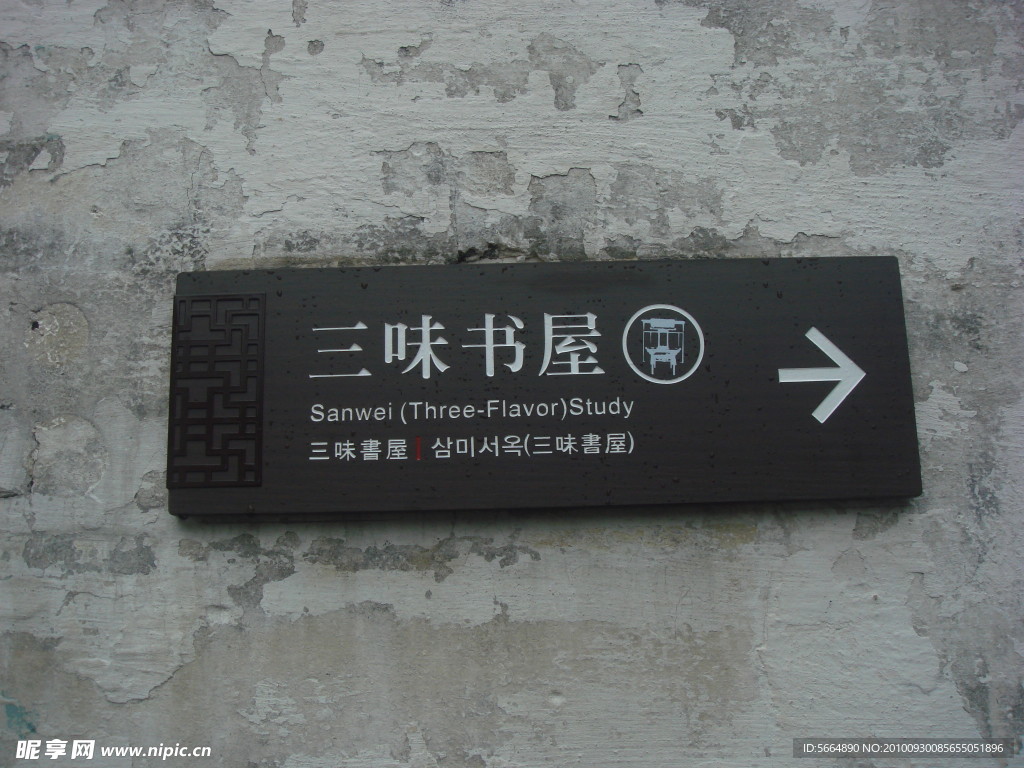 三味书屋
Sanwei (Three-Flavor)Study
三味書屋 | 삼미서옥(三味書屋)
昵享网 www.nipic.cn
ID:5664890 NO:20100930085655051896